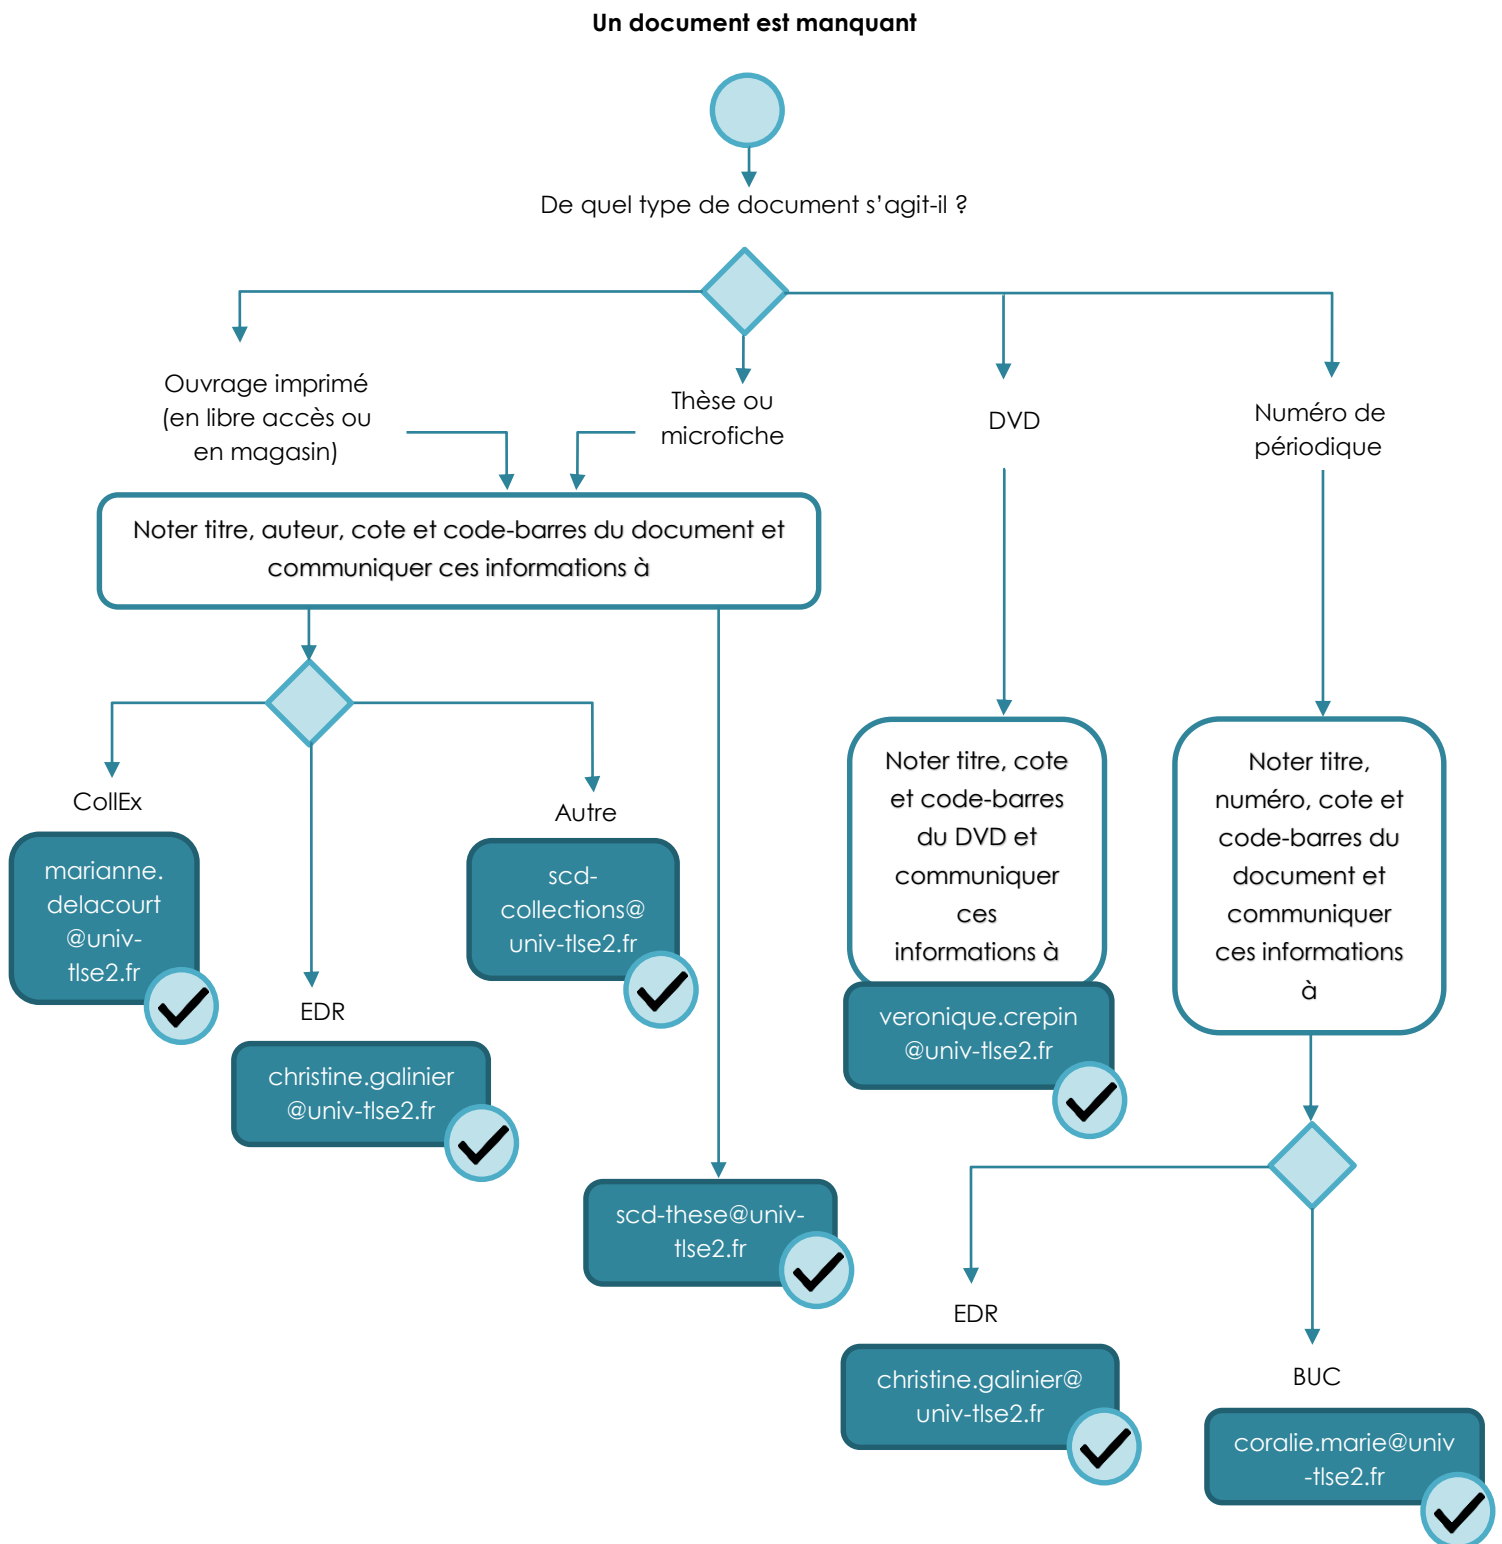 Un document est manquant
De quel type de document s’agit-il ?
Ouvrage imprimé
(en libre accès ou
en magasin)
Thèse ou
microfiche
DVD
Numéro de
périodique
Noter titre, auteur, cote et code-barres du document et
communiquer ces informations à
CollEx
marianne.
delacourt
@univ-
tlse2.fr
EDR
christine.galinier
@univ-tlse2.fr
Autre
scd-
collections@
univ-tlse2.fr
scd-these@univ-
tlse2.fr
Noter titre, cote
et code-barres
du DVD et
communiquer
ces
informations à
veronique.crepin
@univ-tlse2.fr
Noter titre,
numéro, cote et
code-barres du
document et
communiquer
ces informations
à
EDR
christine.galinier@
univ-tlse2.fr
BUC
coralie.marie@univ
-tlse2.fr